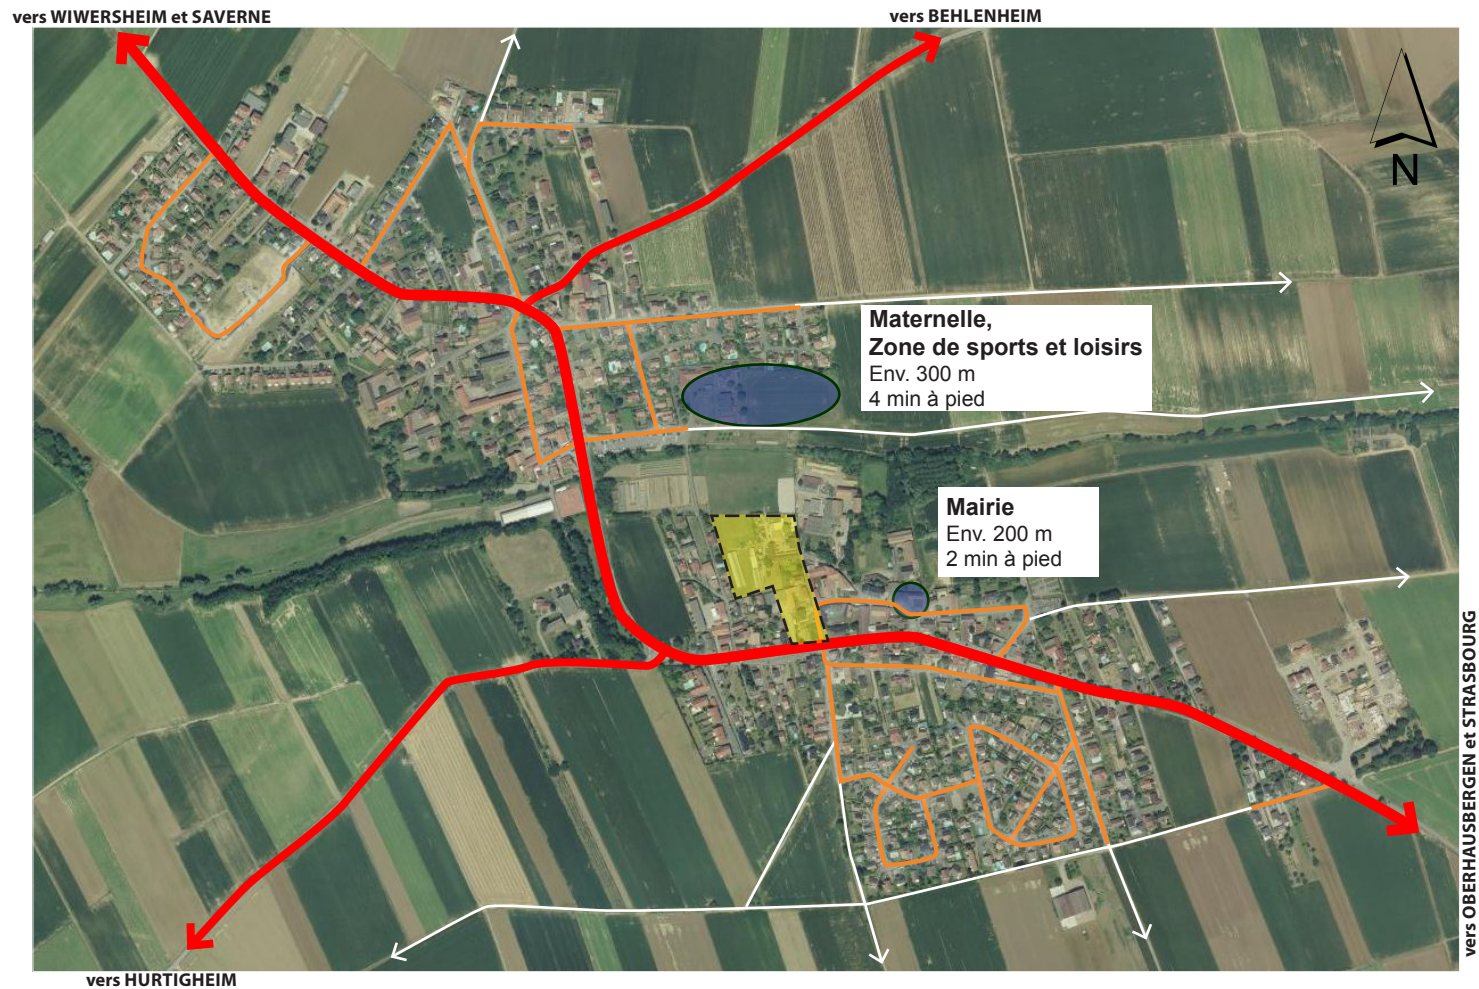 vers WIWERSHEIM et SAVERNE
vers BEHLENHEIM
N
Maternelle,
Zone de sports et loisirs
Env. 300 m
4 min à pied
Mairie
Env. 200 m
2 min à pied
vers OBERHAUSBERGEN et STRASBOURG
vers HURTIGHEIM